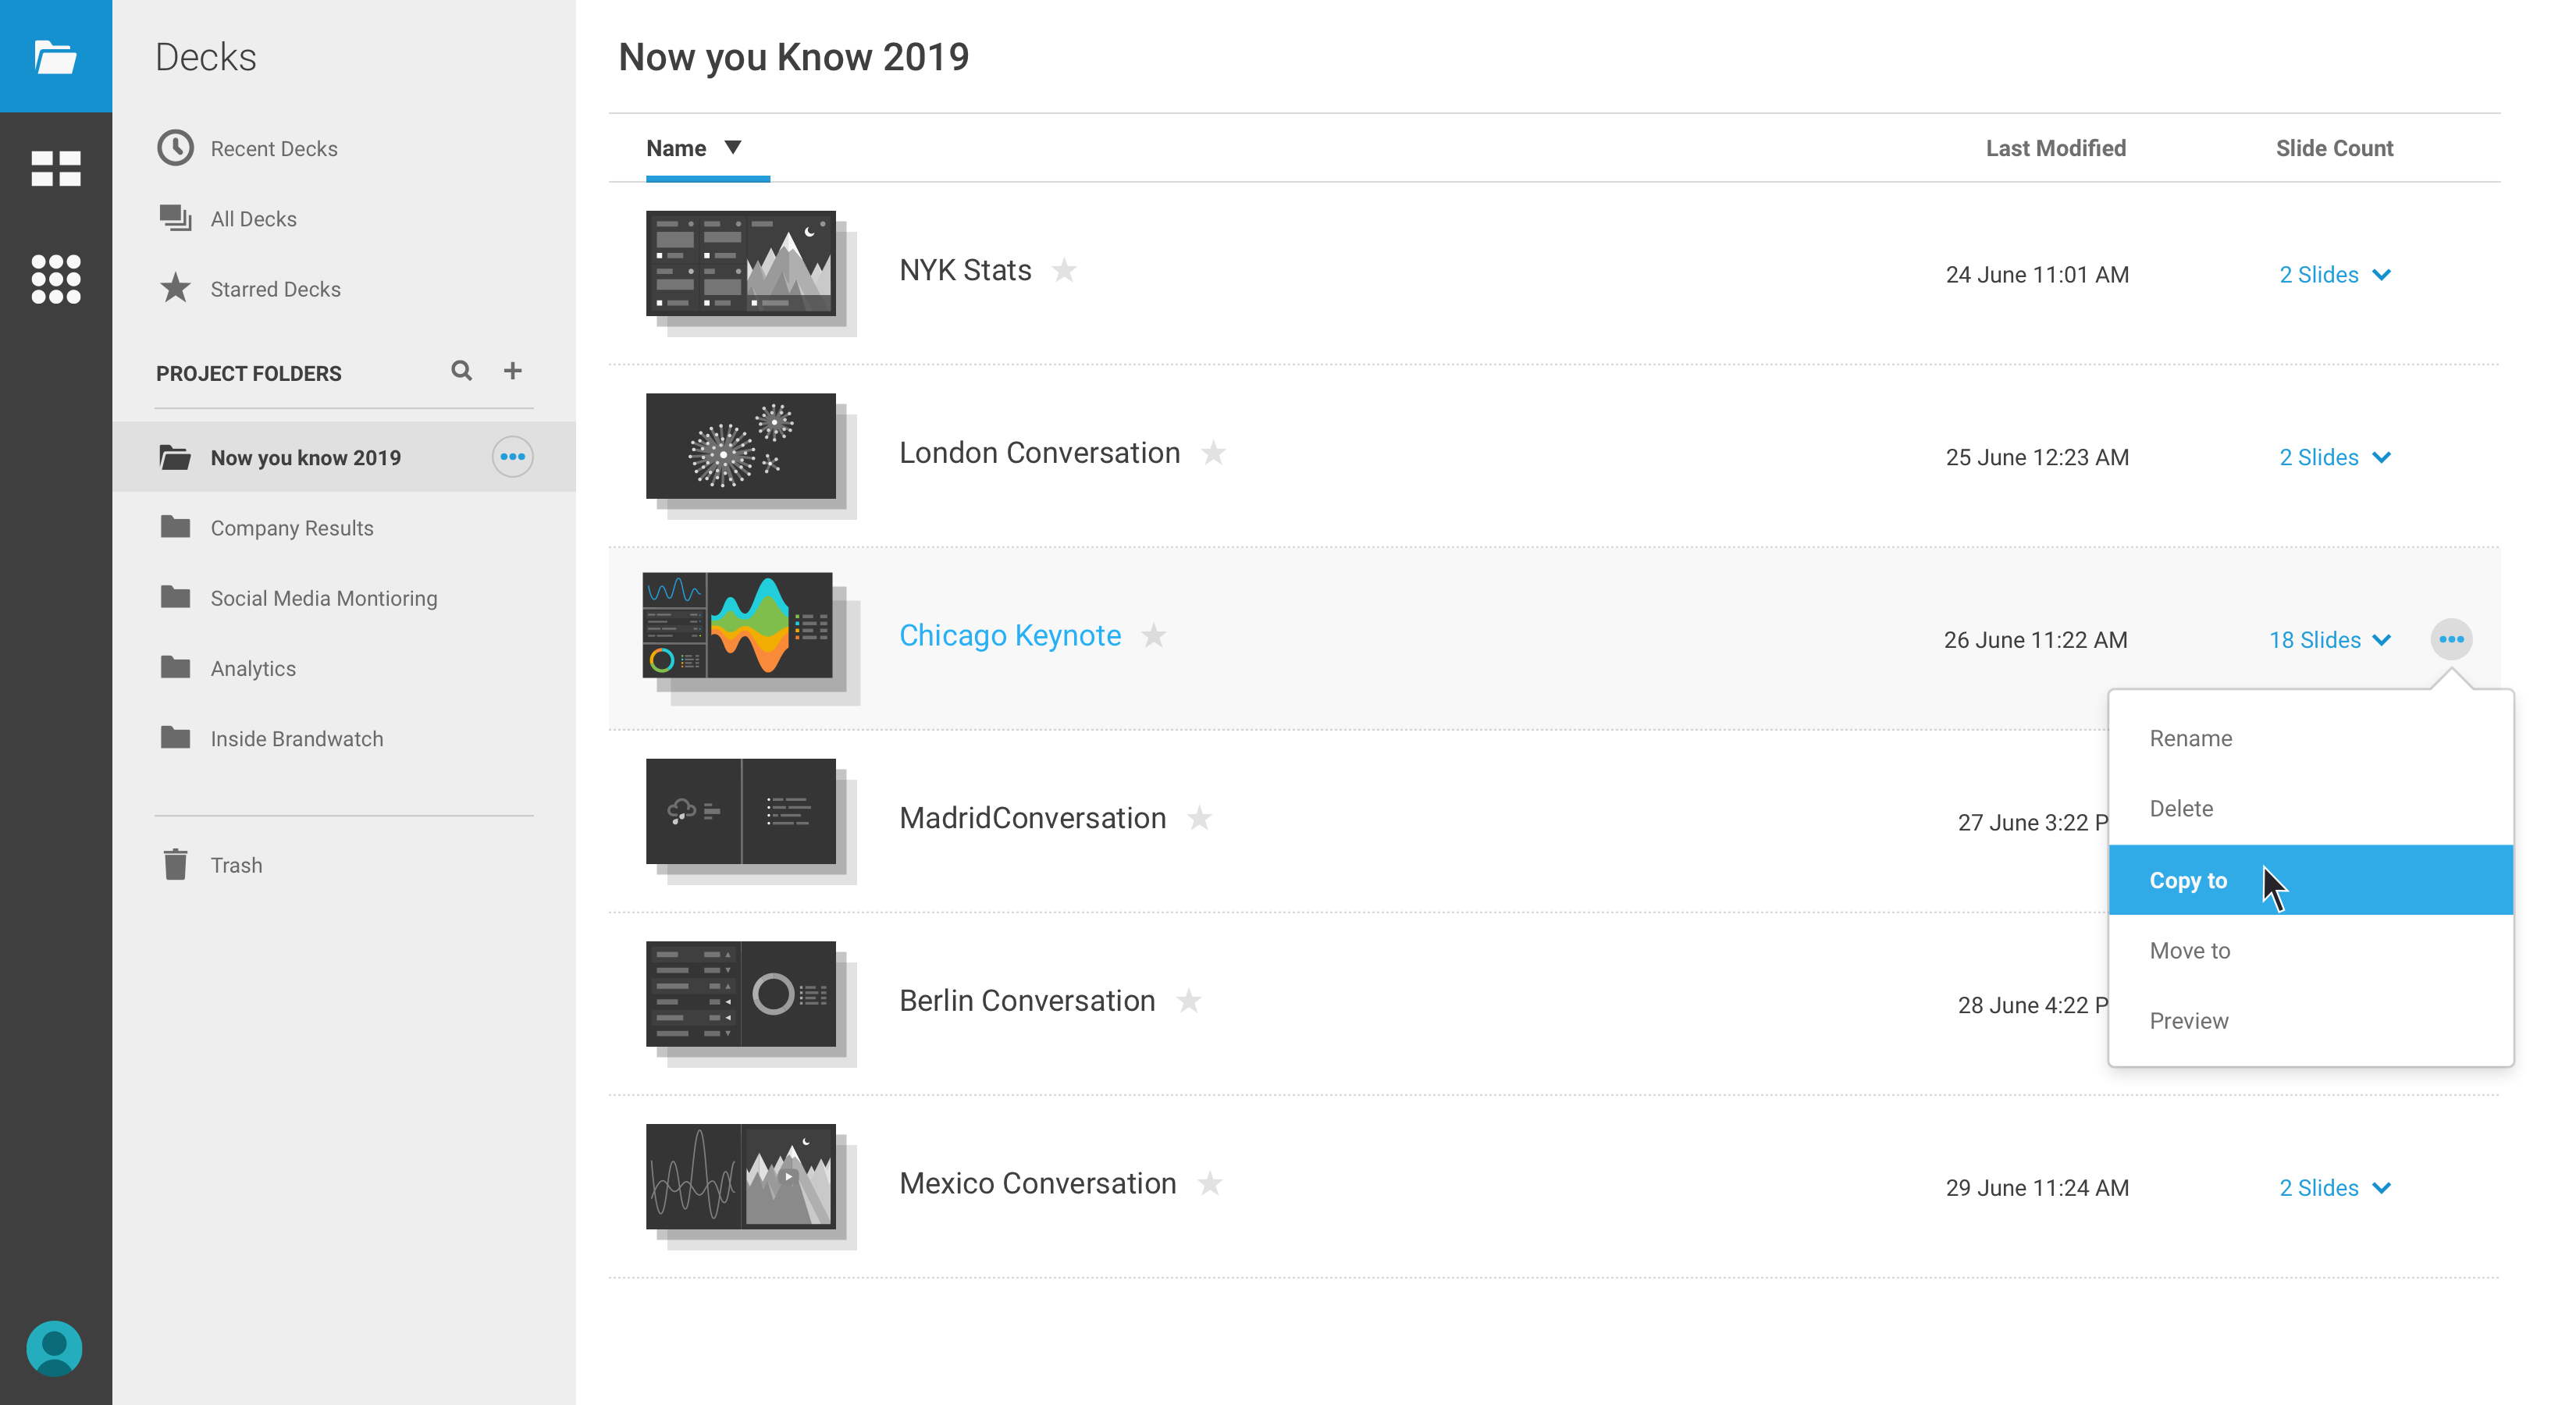 Decks
Recent Decks
All Decks
Starred Decks
PROJECT FOLDERS
Now you know 2019
Company Results
Social Media Montioring
Analytics
Inside Brandwatch
Trash
Now you Know 2019
Name Last Modified Slide Count
NYK Stats 24 June 11:01 AM 2 Slides
London Conversation 25 June 12:23 AM 2 Slides
Chicago Keynote 26 June 11:22 AM 18 Slides
MadridConversation 27 June 3:22 P
Berlin Conversation 28 June 4:22 P
Mexico Conversation 29 June 11:24 AM 2 Slides
Rename
Delete
Copy to
Move to
Preview